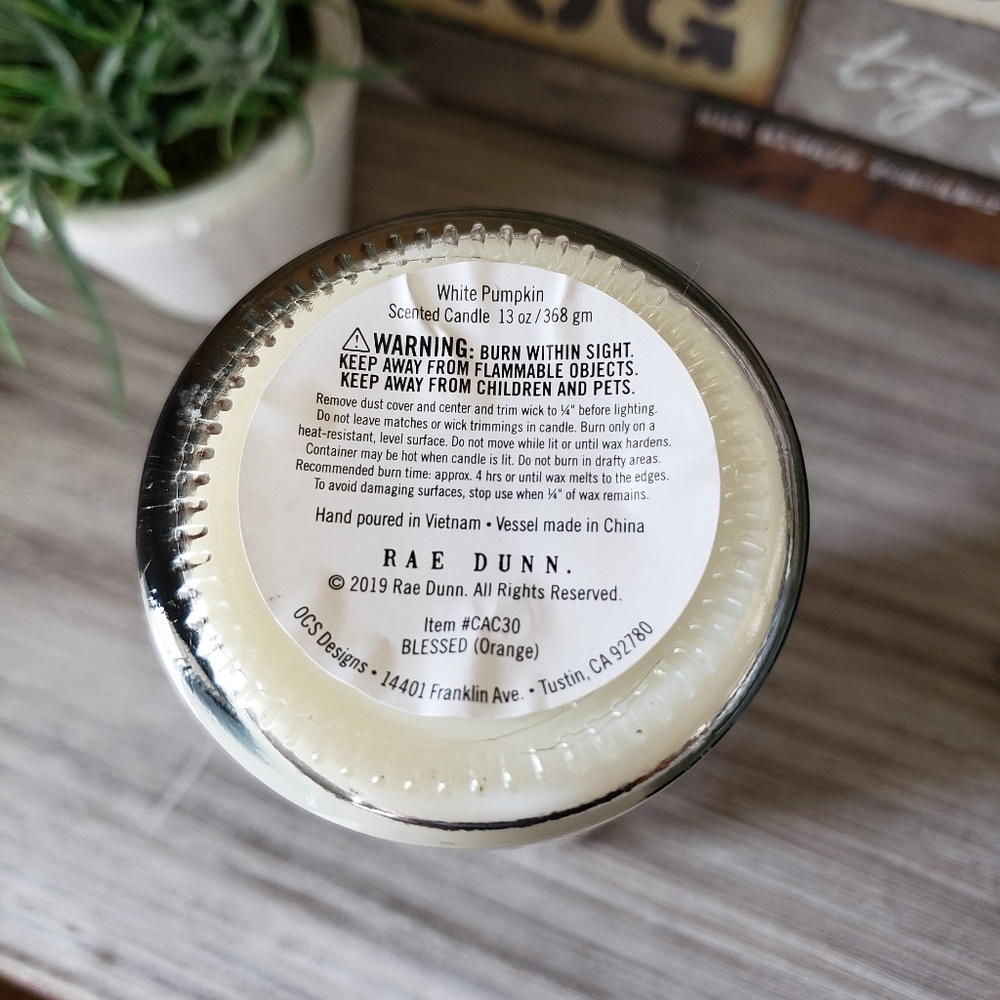 White Pumpkin
Scented Candle 13 oz / 368 gm
WARNING: BURN WITHIN SIGHT.
KEEP AWAY FROM FLAMMABLE OBJECTS.
KEEP AWAY FROM CHILDREN AND PETS.
Remove dust cover and center and trim wick to ¼" before lighting.
Do not leave matches or wick trimmings in candle. Burn only on a
heat-resistant, level surface. Do not move while lit or until wax hardens.
Container may be hot when candle is lit. Do not burn in drafty areas.
Recommended burn time: approx. 4 hrs or until wax melts to the edges.
To avoid damaging surfaces, stop use when ¼" of wax remains.
Hand poured in Vietnam • Vessel made in China
RAE DUNN.
© 2019 Rae Dunn. All Rights Reserved.
Item #CAC30
BLESSED (Orange)
OCS Designs • 14401 Franklin Ave. • Tustin, CA 92780